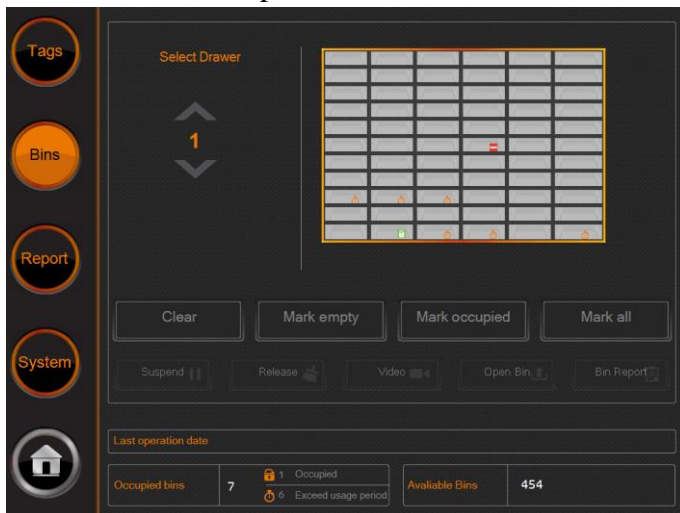 Tags
Select Drawer
1
Bins
Report
Clear
Mark empty
Mark occupied
Mark all
System
Suspend
Release
Video
Open Bin
Bin Report
Last operation date
Occupied bins
7
1 Occupied
6 Exceed usage period
Avaliable Bins
454